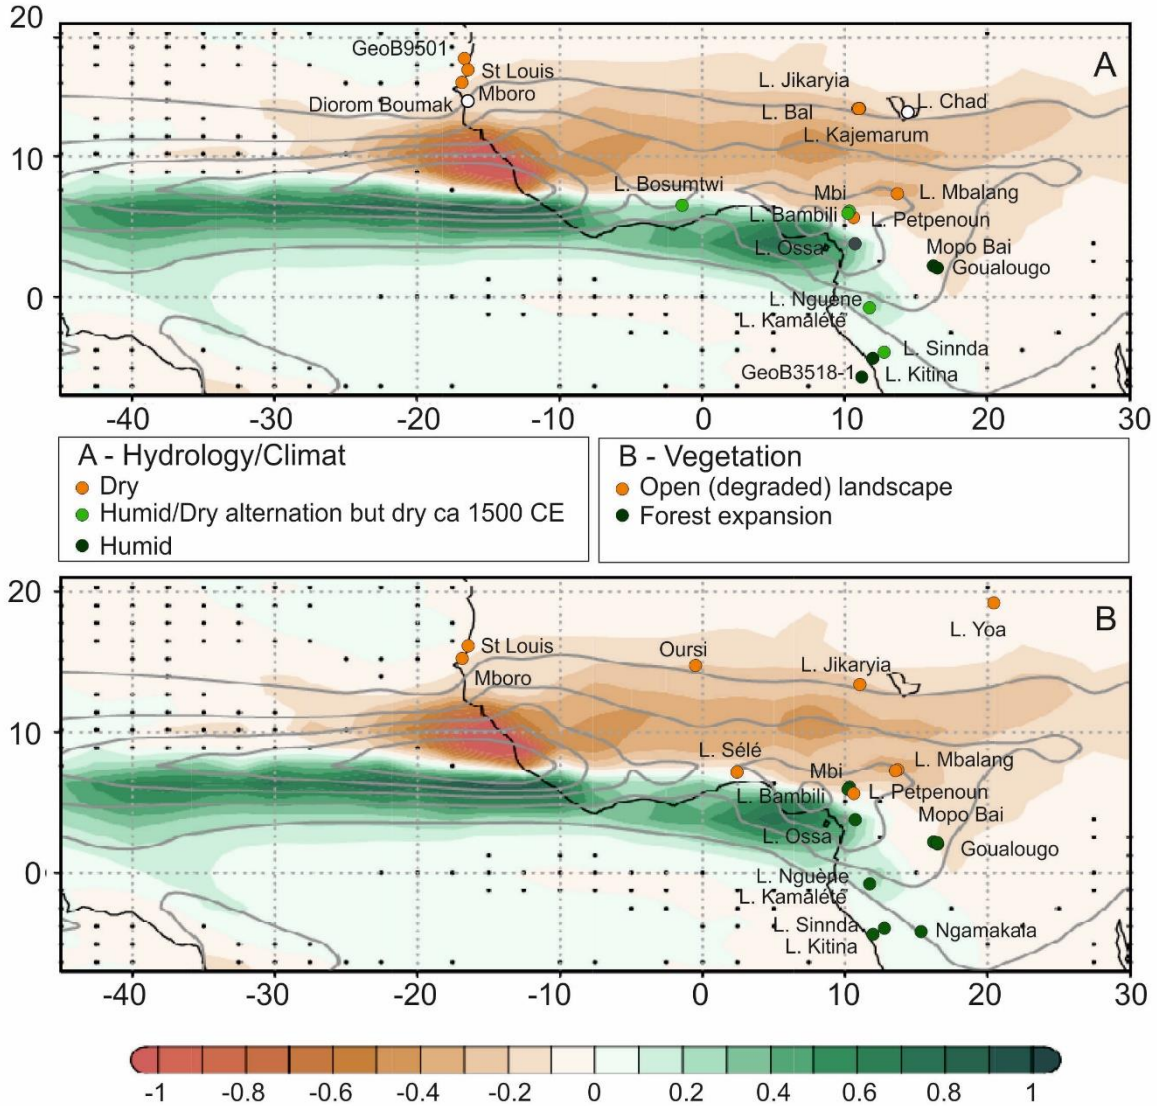 20
A
GeoB9501
St Louis
Mboro
Diorom Boumak
L. Jikaryia
L. Bal
L. Chad
L. Kajemarum
10
L. Bosumtwi
Mbi
L. Mbalang
L. Bambili
L. Petpenoun
L. Ossa
Mopo Bai
Goualougo
0
L. Nguène
L. Kamalété
L. Sinnda
GeoB3518-1
L. Kitina
-40 -30 -20 -10 0 10 20 30
A - Hydrology/Climat
Dry
Humid/Dry alternation but dry ca 1500 CE
Humid
B - Vegetation
Open (degraded) landscape
Forest expansion
20
B
L. Yoa
St Louis
Oursi
L. Jikaryia
Mboro
10
L. Sélé
Mbi
L. Mbalang
L. Bambili
L. Petpenoun
Mopo Bai
L. Ossa
Goualougo
0
L. Nguène
L. Kamalété
L. Sinnda
Ngamakala
L. Kitina
-40 -30 -20 -10 0 10 20 30
-1 -0.8 -0.6 -0.4 -0.2 0 0.2 0.4 0.6 0.8 1